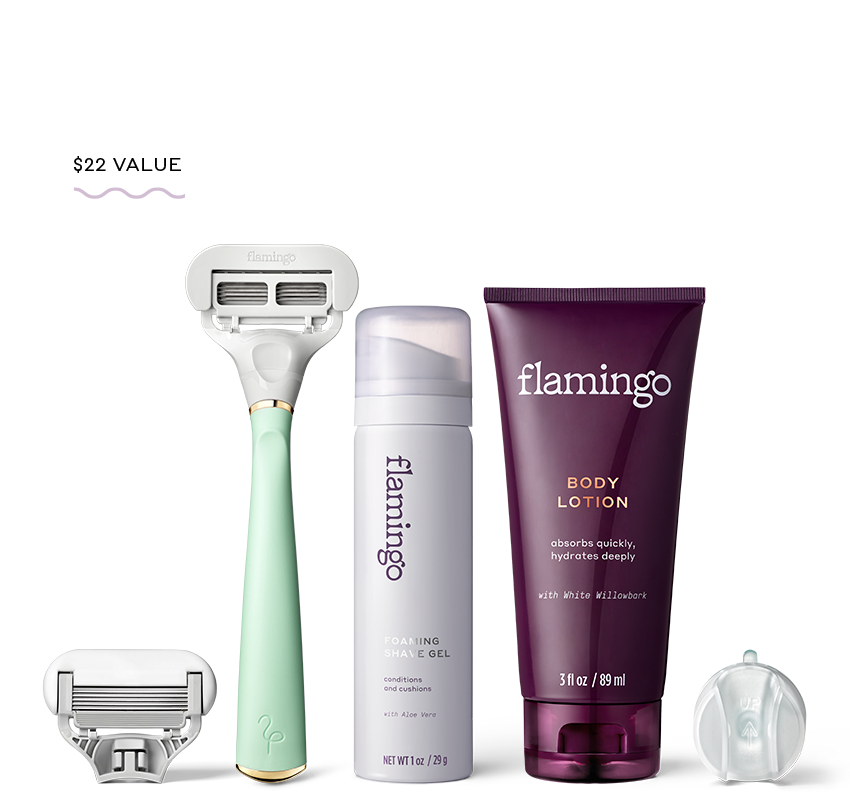 $22 VALUE
flamingo
flamingo
FOAMING
SHAVE GEL
conditions
and cushions
with Aloe Vera
NET WT 1 oz / 29 g
flamingo
BODY
LOTION
absorbs quickly,
hydrates deeply
with White Willowbark
3 fl oz / 89 ml